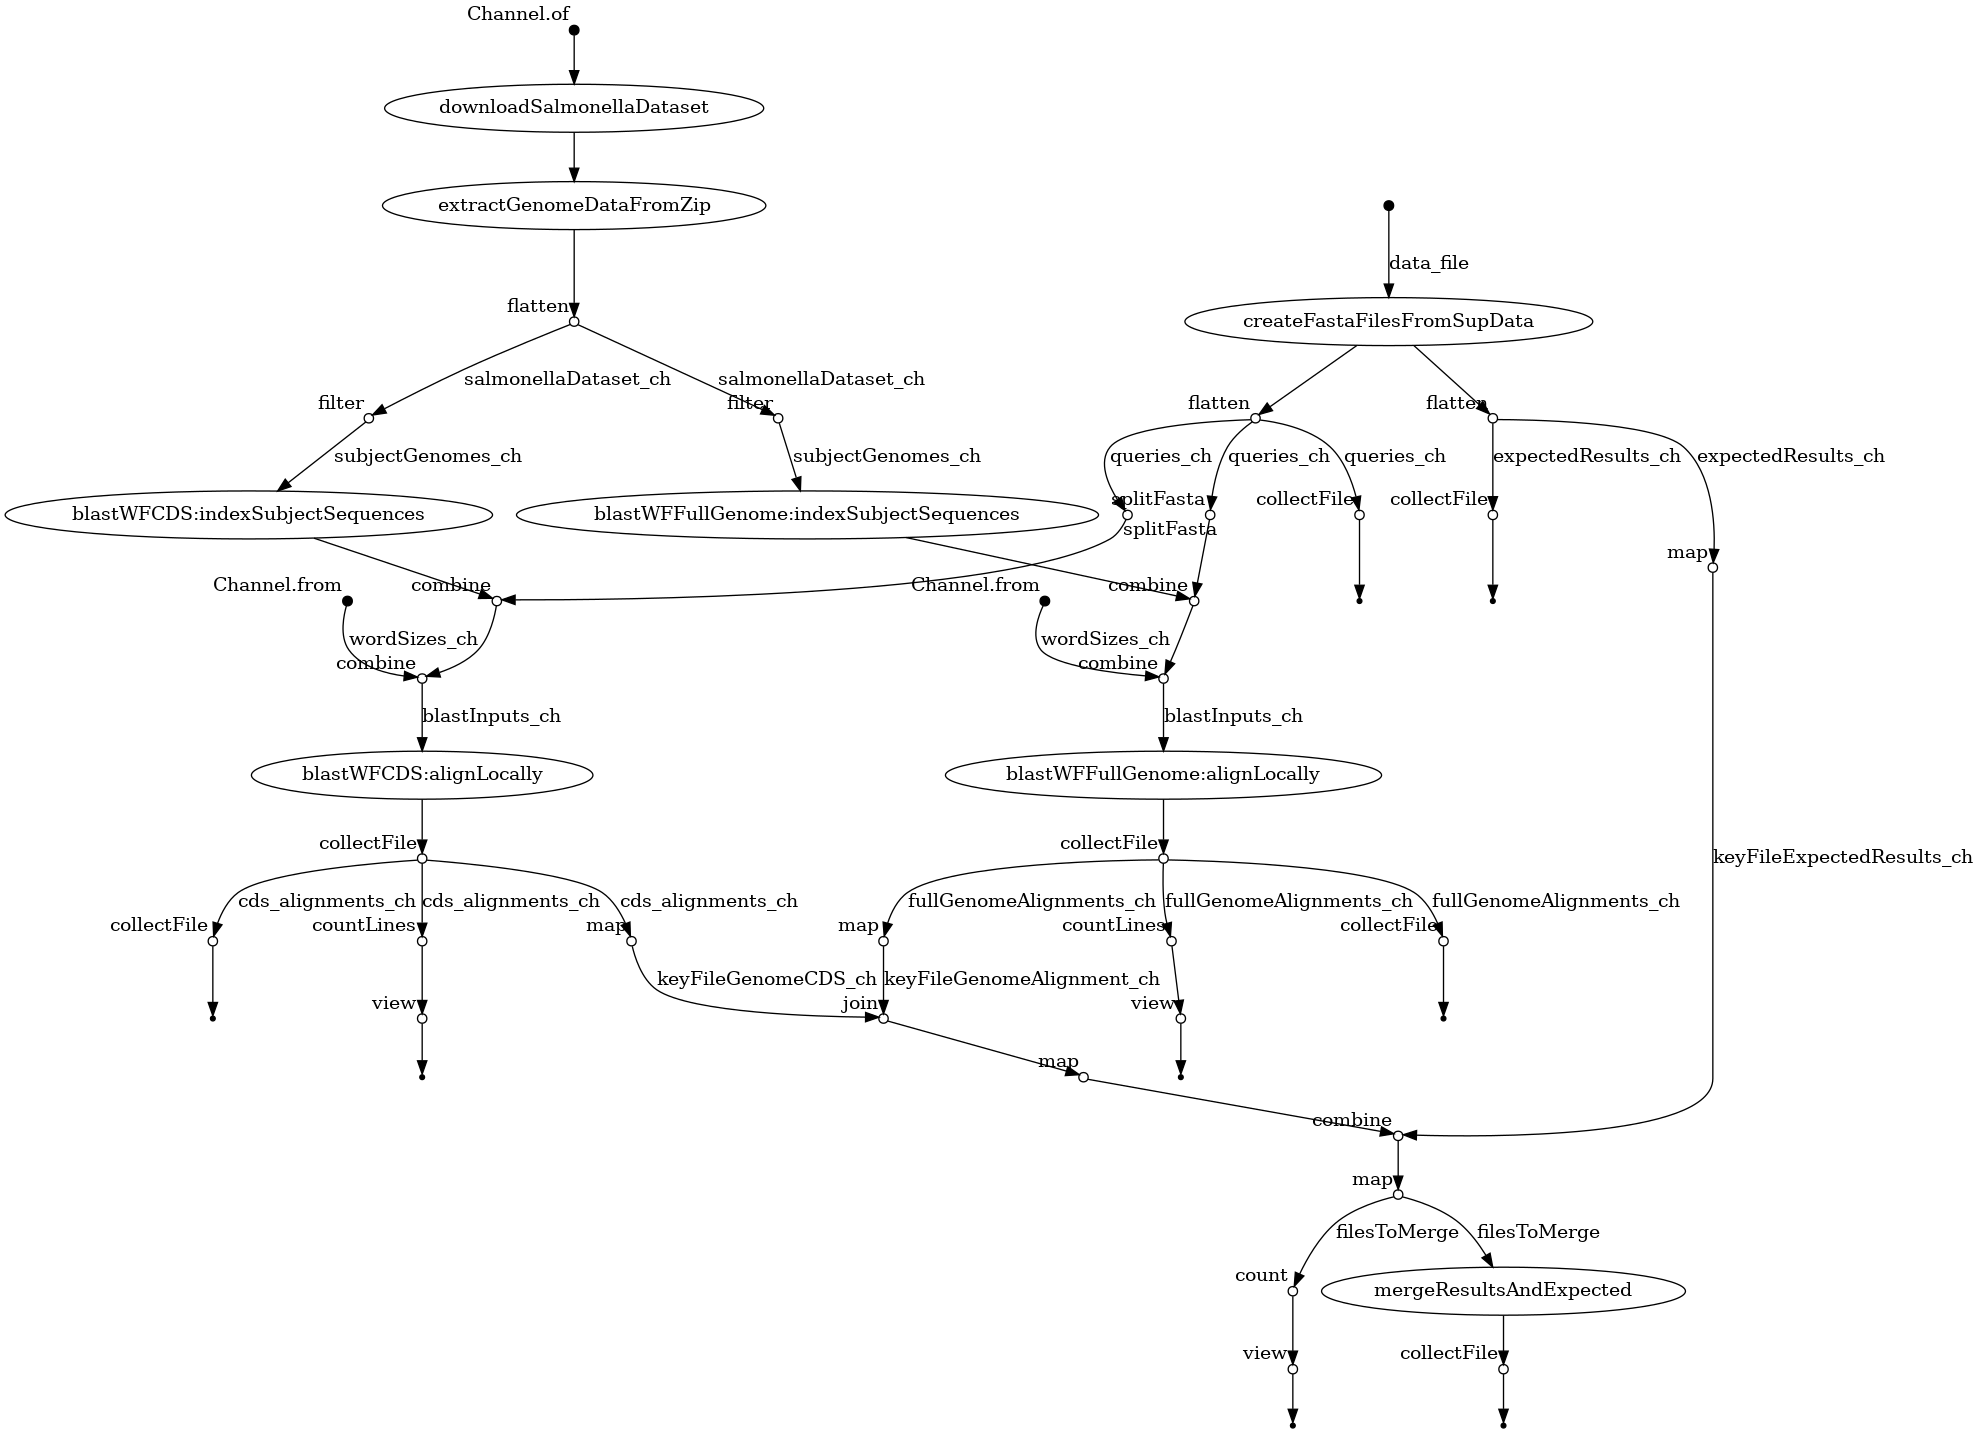 Channel.of
downloadSalmonellaDataset
extractGenomeDataFromZip
data_file
flatten
createFastaFilesFromSupData
salmonellaDataset_ch
salmonellaDataset_ch
filter
filter
flatten
flatten
subjectGenomes_ch
subjectGenomes_ch
queries_ch
queries_ch
queries_ch
expectedResults_ch
expectedResults_ch
splitFasta
collectFile
collectFile
blastWFCDS:indexSubjectSequences
blastWFFullGenome:indexSubjectSequences
splitFasta
map
Channel.from
combine
Channel.from
combine
wordSizes_ch
wordSizes_ch
combine
combine
blastInputs_ch
blastInputs_ch
blastWFCDS:alignLocally
blastWFFullGenome:alignLocally
collectFile
collectFile
keyFileExpectedResults_ch
cds_alignments_ch
cds_alignments_ch
cds_alignments_ch
fullGenomeAlignments_ch
fullGenomeAlignments_ch
fullGenomeAlignments_ch
collectFile
countLines
map
map
countLines
collectFile
keyFileGenomeCDS_ch
keyFileGenomeAlignment_ch
view
join
view
map
combine
map
filesToMerge
filesToMerge
count
mergeResultsAndExpected
view
collectFile